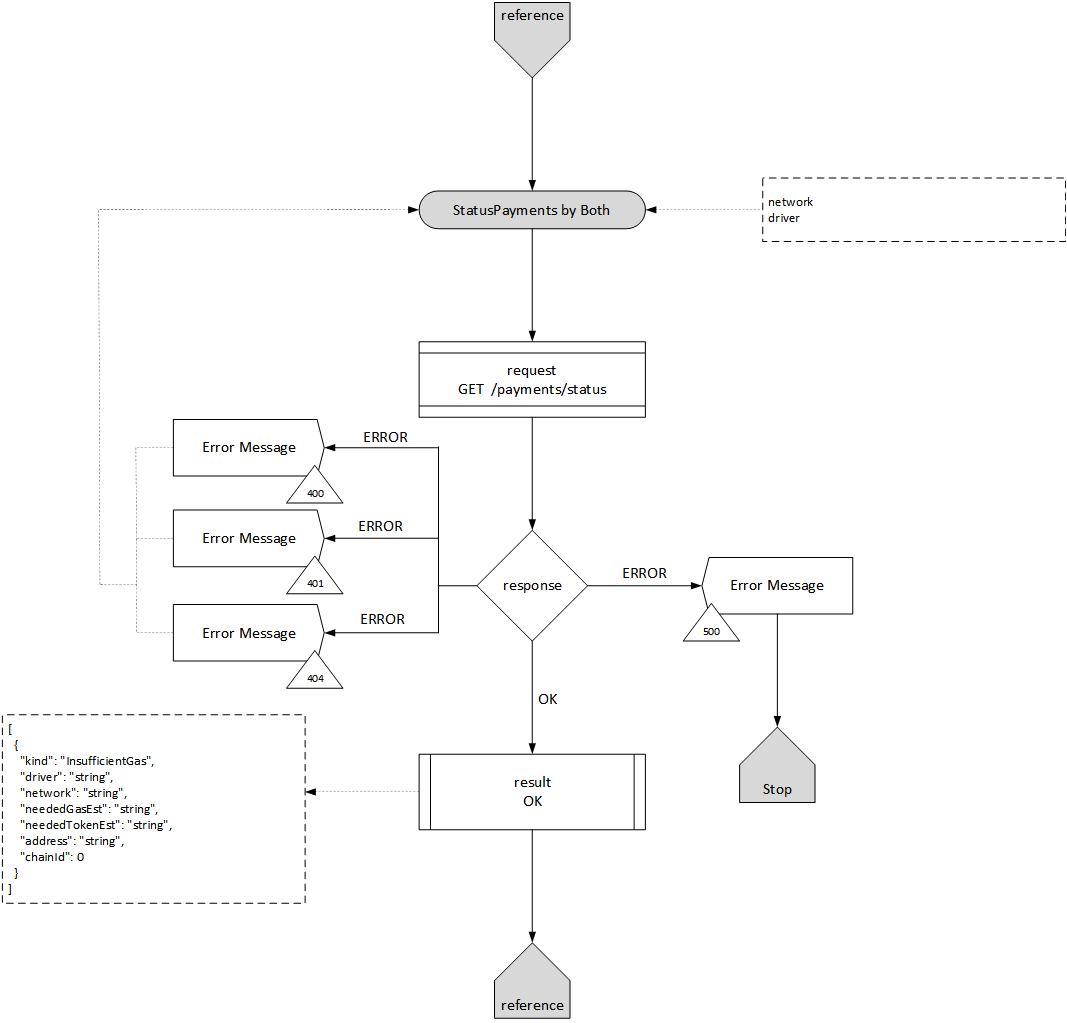 reference
StatusPayments by Both
network
driver
request
GET  /payments/status
ERROR
Error Message
400
ERROR
Error Message
401
ERROR
Error Message
404
response
ERROR
Error Message
500
OK
[
  {
    "kind": "InsufficientGas",
    "driver": "string",
    "network": "string",
    "neededGasEst": "string",
    "neededTokenEst": "string",
    "address": "string",
    "chainId": 0
  }
]
result
OK
Stop
reference